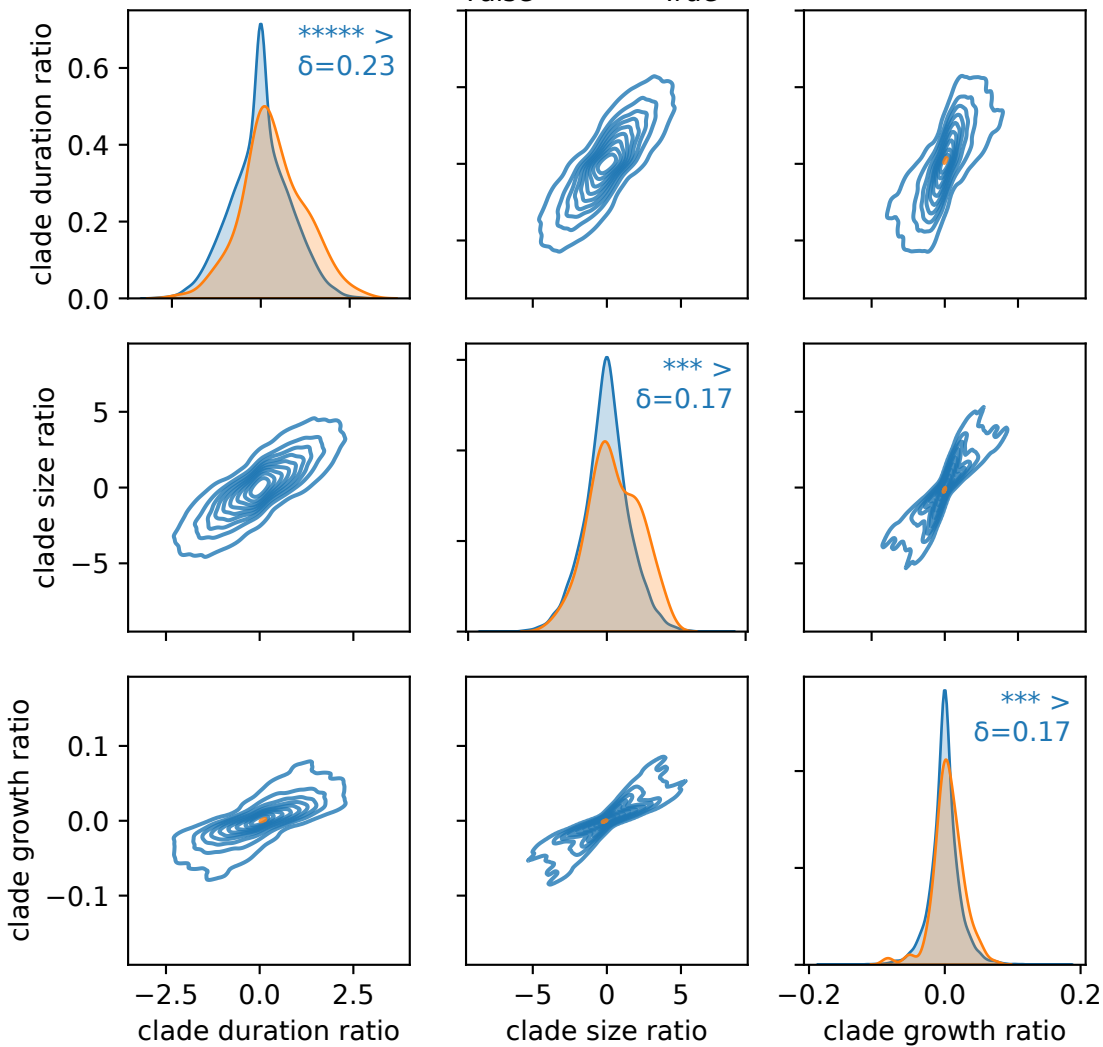 ***** >
δ=0.23
clade duration ratio
0.6
0.4
0.2
0.0
*** >
δ=0.17
clade size ratio
5
0
−5
*** >
δ=0.17
clade growth ratio
0.1
0.0
−0.1
−2.5 0.0 2.5
−5 0 5
−0.2 0.0 0.2
clade duration ratio
clade size ratio
clade growth ratio